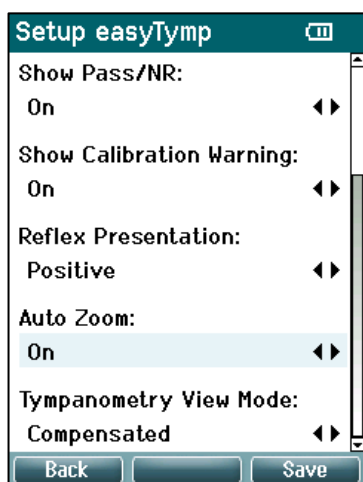 Setup easyTymp
Show Pass/NR:
On
Show Calibration Warning:
On
Reflex Presentation:
Positive
Auto Zoom:
On
Tympanometry View Mode:
Compensated
Back
Save